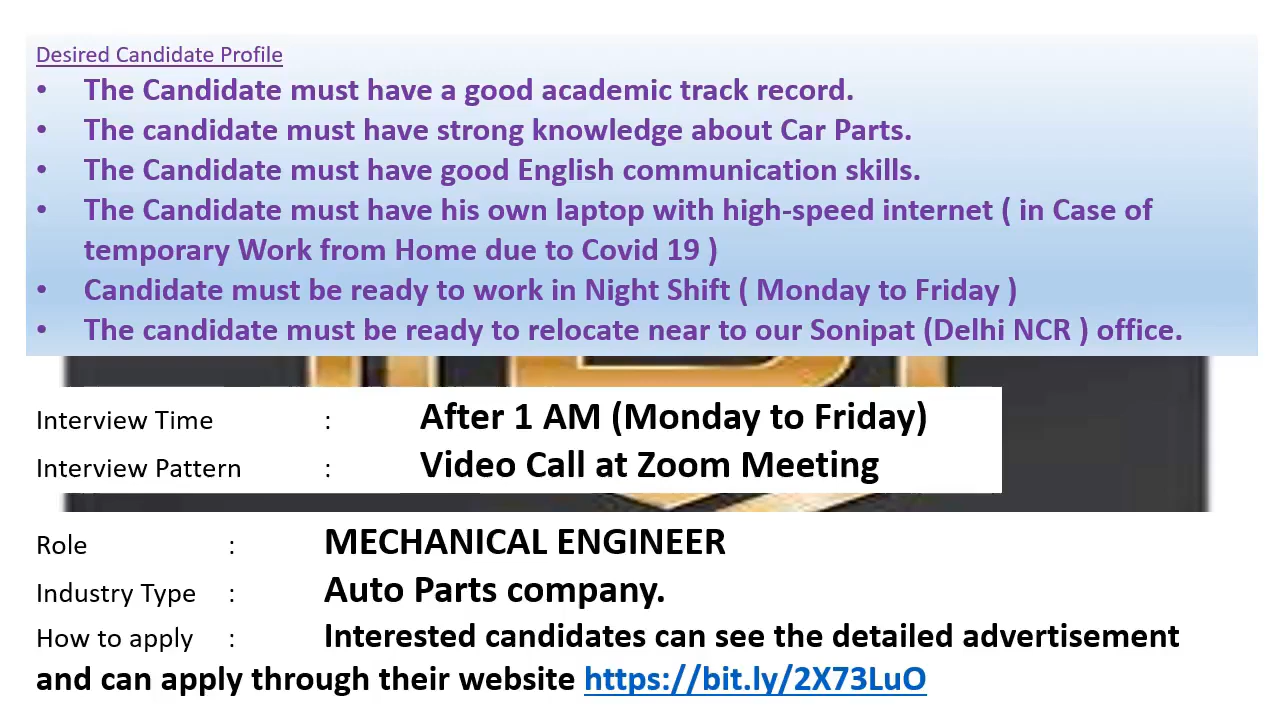 Desired Candidate Profile
• The Candidate must have a good academic track record.
• The candidate must have strong knowledge about Car Parts.
• The Candidate must have good English communication skills.
• The Candidate must have his own laptop with high-speed internet ( in Case of
temporary Work from Home due to Covid 19 )
• Candidate must be ready to work in Night Shift ( Monday to Friday )
• The candidate must be ready to relocate near to our Sonipat (Delhi NCR ) office.
Interview Time : After 1 AM (Monday to Friday)
Interview Pattern : Video Call at Zoom Meeting
Role : MECHANICAL ENGINEER
Industry Type : Auto Parts company.
How to apply : Interested candidates can see the detailed advertisement
and can apply through their website https://bit.ly/2X73LuO